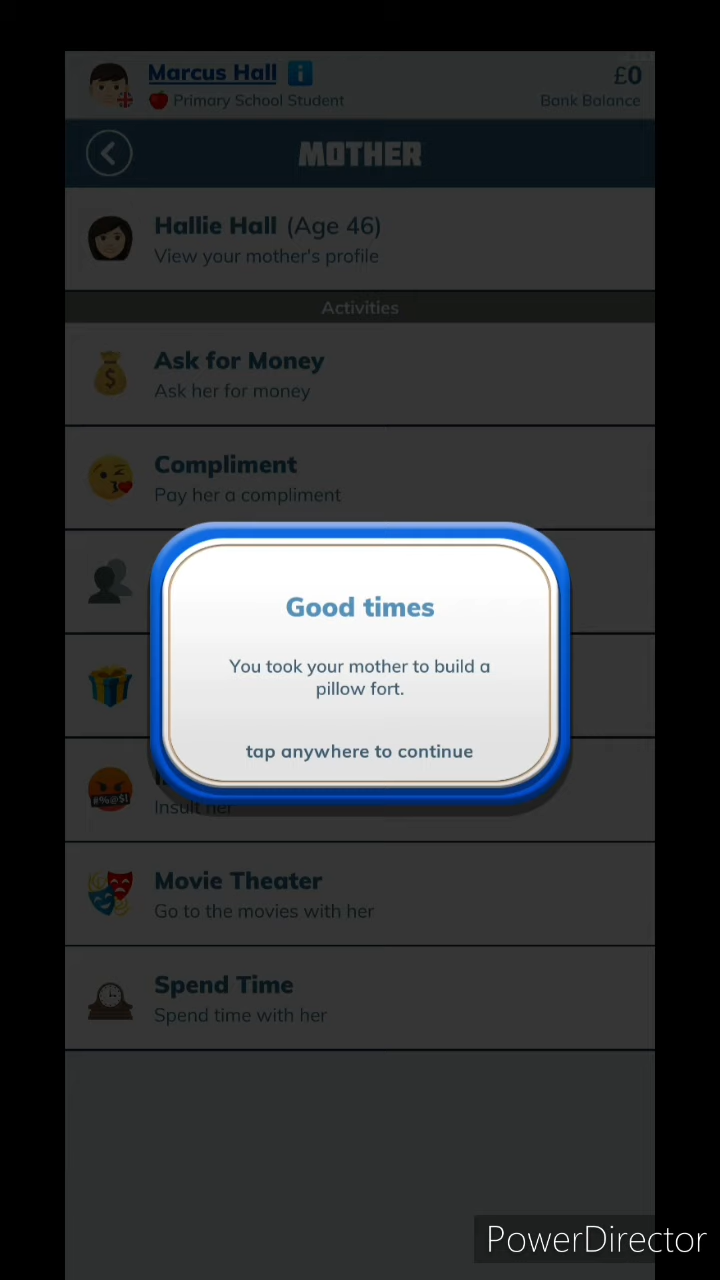 Marcus Hall
£0
Primary School Student
Bank Balance
MOTHER
Hallie Hall (Age 46)
View your mother's profile
Activities
Ask for Money
Ask her for money
Compliment
Pay her a compliment
Good times
You took your mother to build a
pillow fort.
tap anywhere to continue
#%@$!
Insult her
Movie Theater
Go to the movies with her
Spend Time
Spend time with her
PowerDirector